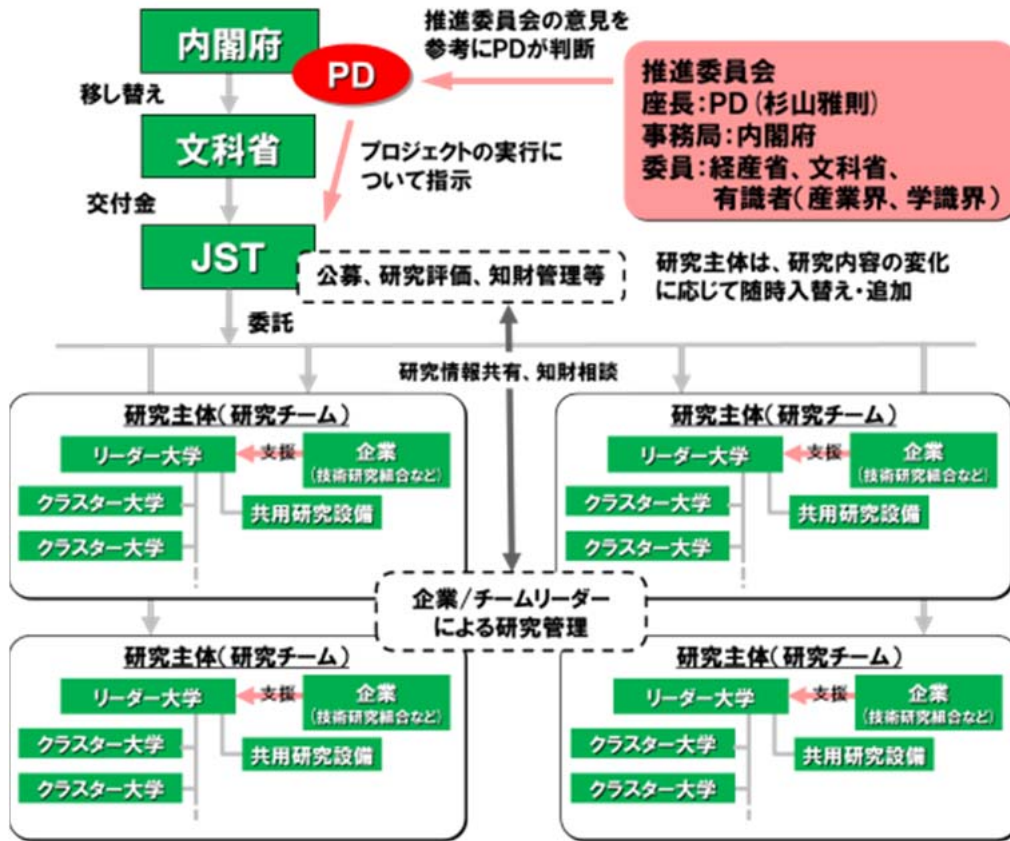 内閣府
PD
推進委員会の意見を
参考にPDが判断
推進委員会
座長：PD（杉山雅則）
事務局：内閣府
委員：経産省、文科省、
有識者（産業界、学識界）
移し替え
文科省
プロジェクトの実行に
ついて指示
交付金
JST
公募、研究評価、知財管理等
研究主体は、研究内容の変化
に応じて随時入替え・追加
委託
研究情報共有、知財相談
研究主体（研究チーム）
リーダー大学
支援
企業
（技術研究組合など）
クラスター大学
共用研究設備
クラスター大学
研究主体（研究チーム）
リーダー大学
支援
企業
（技術研究組合など）
クラスター大学
共用研究設備
クラスター大学
企業/チームリーダー
による研究管理
研究主体（研究チーム）
リーダー大学
支援
企業
（技術研究組合など）
クラスター大学
共用研究設備
クラスター大学
研究主体（研究チーム）
リーダー大学
支援
企業
（技術研究組合など）
クラスター大学
共用研究設備
クラスター大学